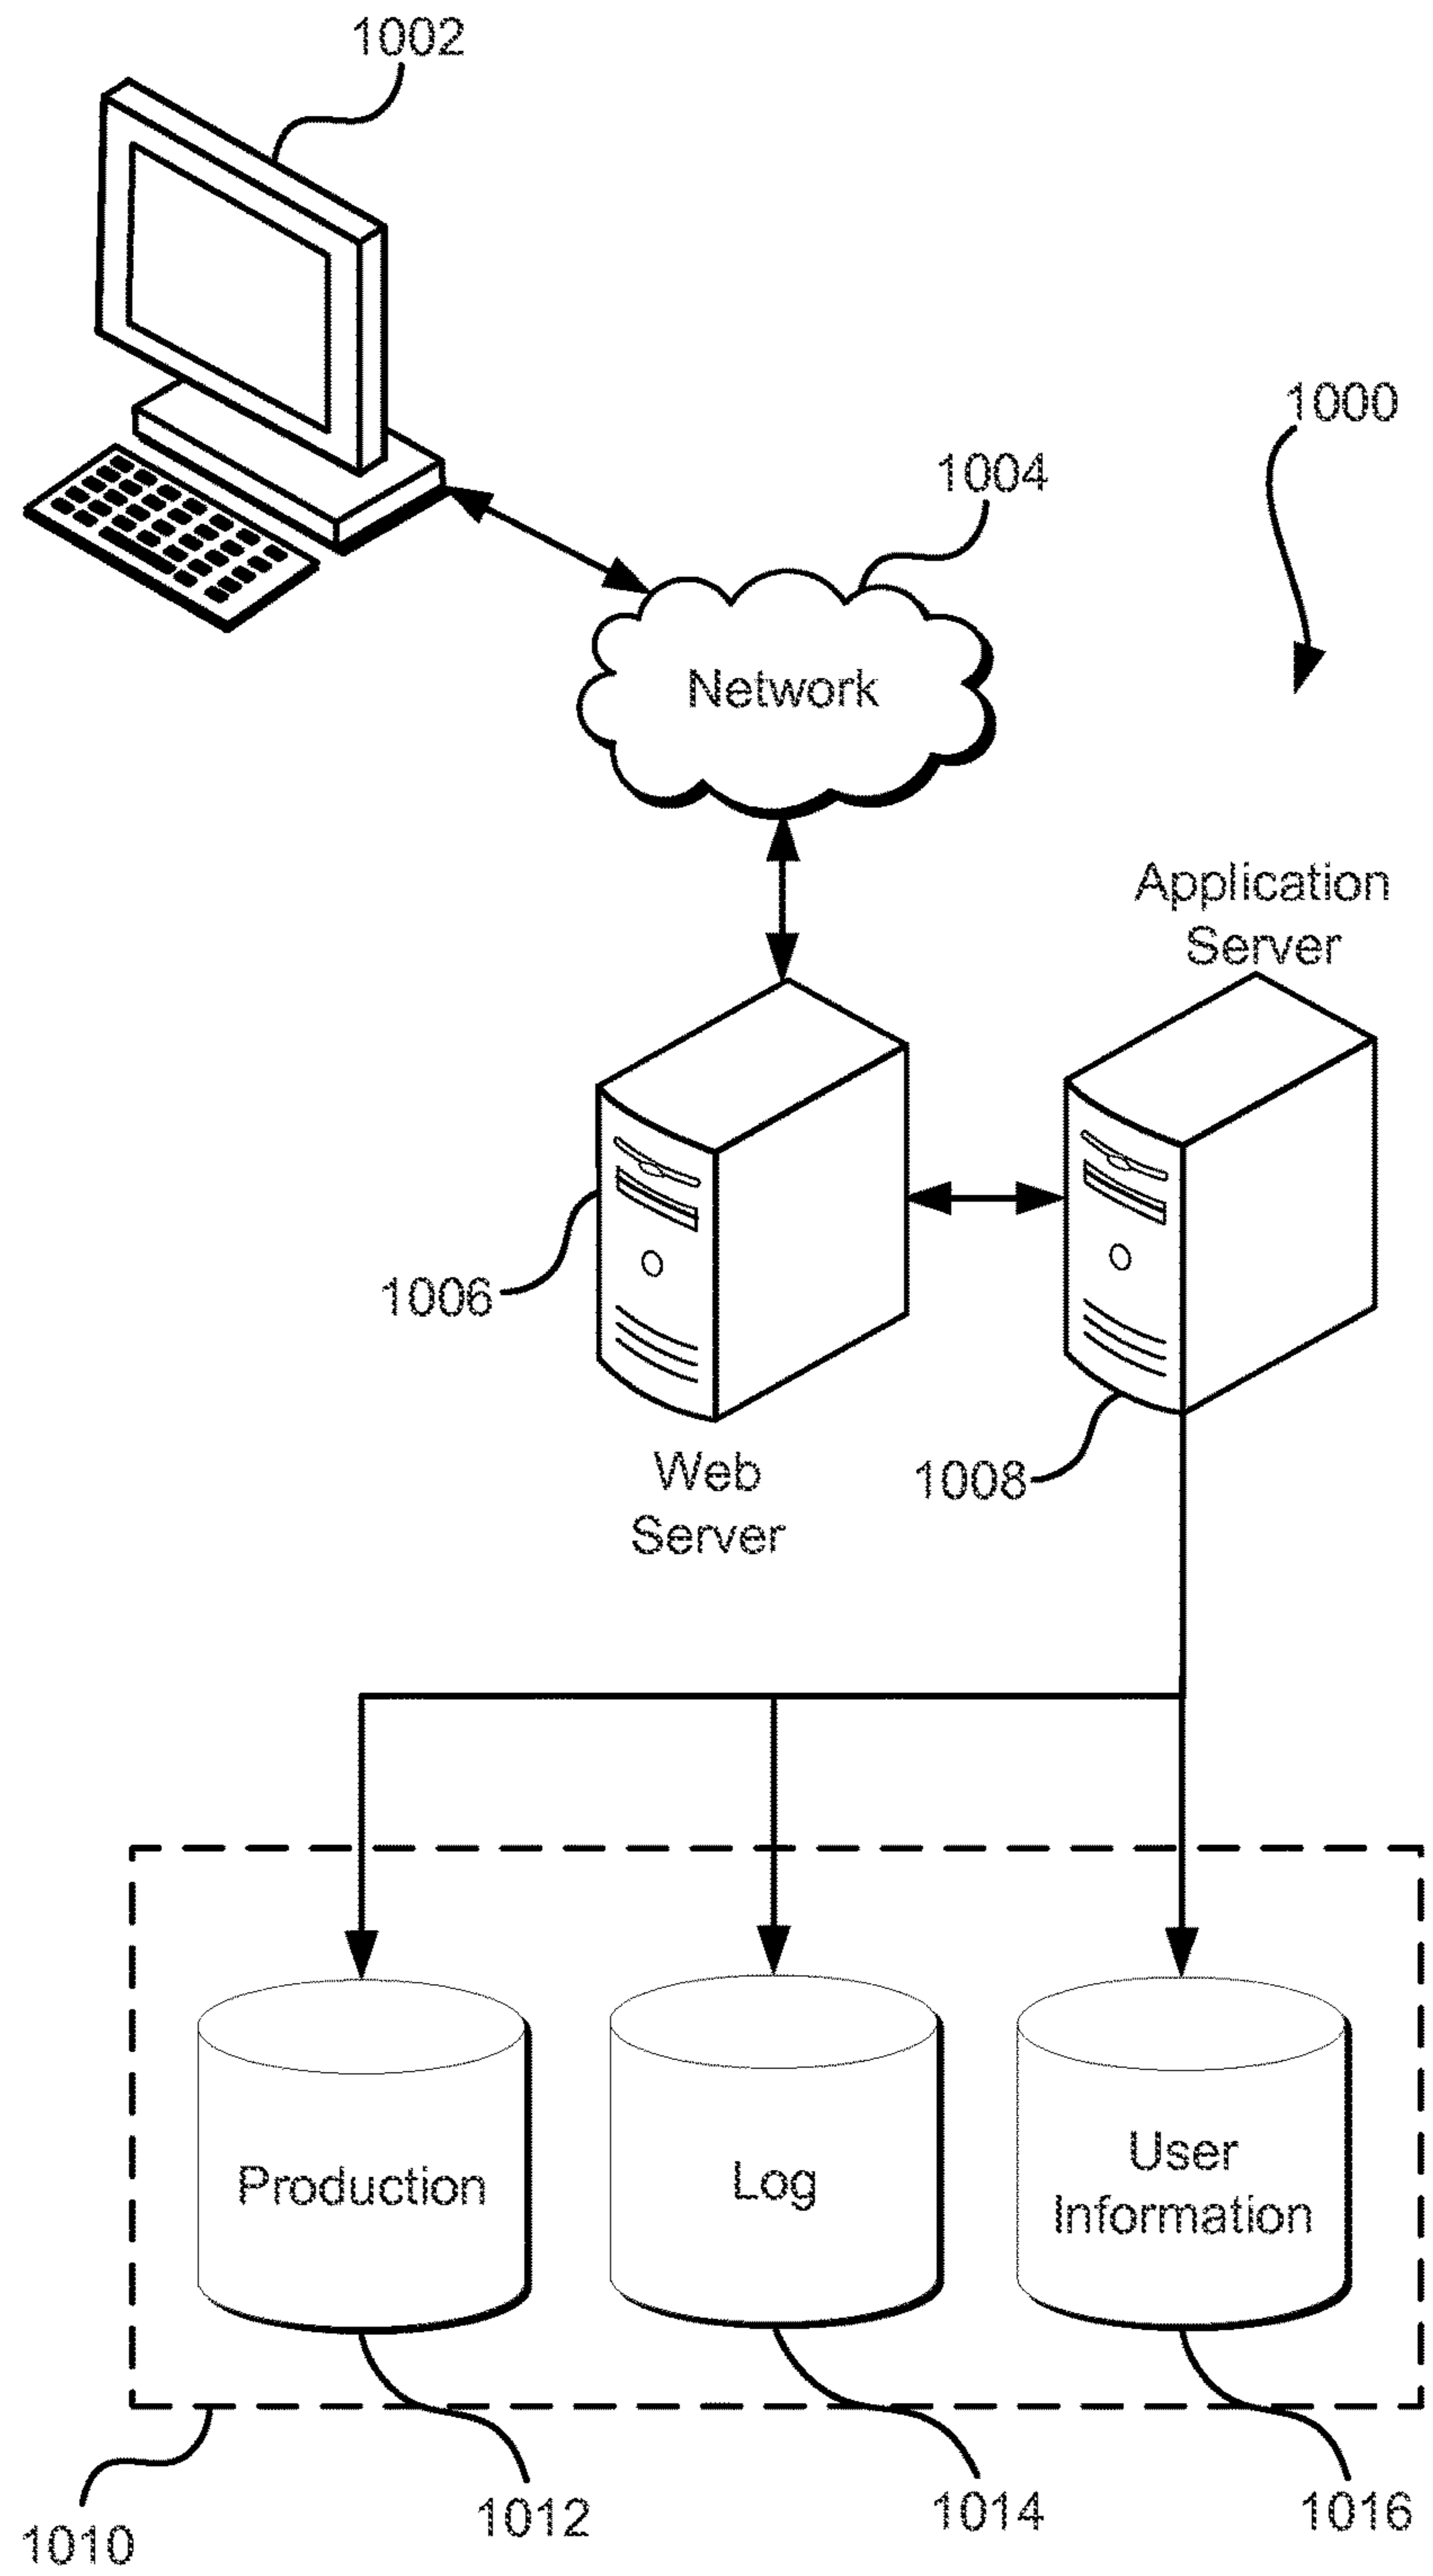 1002
1000
1004
Network
Application
Server
1006
Web
Server
1008
Production
Log
User
Information
1010
1012
1014
1016